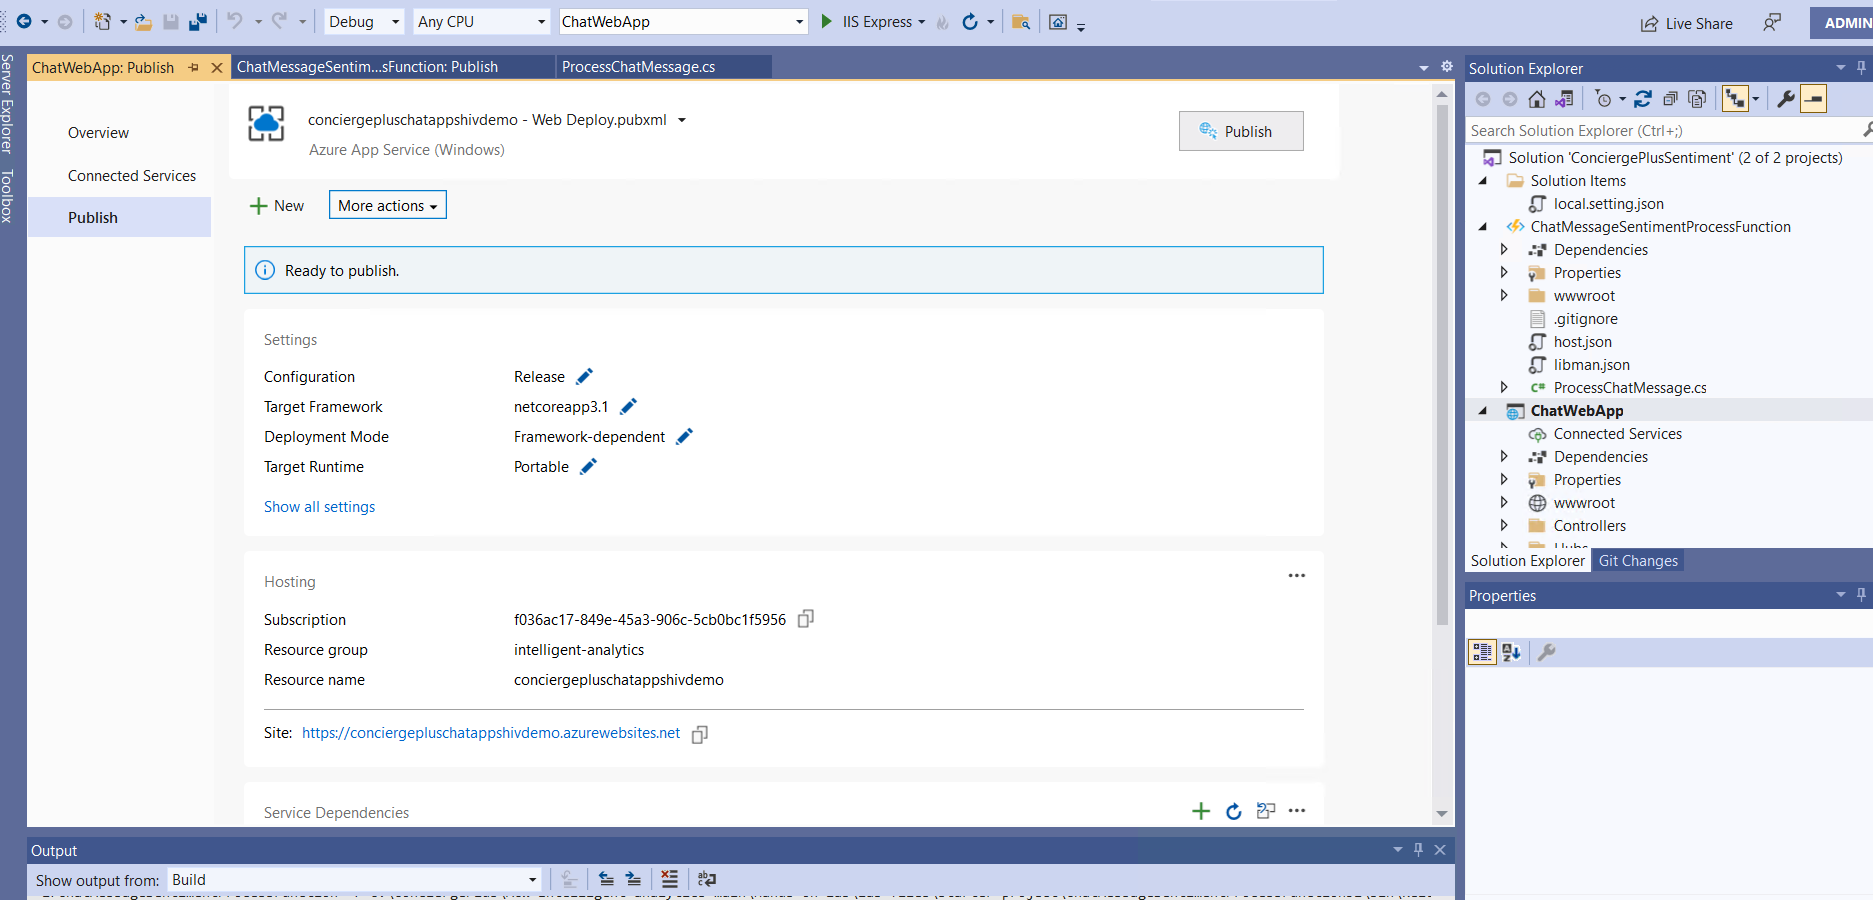 Debug
Any CPU
ChatWebApp
IIS Express
Live Share
ADMIN
Server Explorer
Toolbox
ChatWebApp: Publish
ChatMessageSentim...sFunction: Publish
ProcessChatMessage.cs
Overview
Connected Services
Publish
conciergepluschatappshivdemo - Web Deploy.pubxml
Azure App Service (Windows)
Publish
New
More actions
Ready to publish.
Settings
Configuration Release
Target Framework netcoreapp3.1
Deployment Mode Framework-dependent
Target Runtime Portable
Show all settings
Hosting
Subscription f036ac17-849e-45a3-906c-5cb0bc1f5956
Resource group intelligent-analytics
Resource name conciergepluschatappshivdemo
Site: https://conciergepluschatappshivdemo.azurewebsites.net
Service Dependencies
Output
Show output from: Build
Solution Explorer
Search Solution Explorer (Ctrl+;)
Solution 'ConciergePlusSentiment' (2 of 2 projects)
Solution Items
local.setting.json
ChatMessageSentimentProcessFunction
Dependencies
Properties
wwwroot
.gitignore
host.json
libman.json
C# ProcessChatMessage.cs
ChatWebApp
Connected Services
Dependencies
Properties
wwwroot
Controllers
Hubs
Solution Explorer
Git Changes
Properties